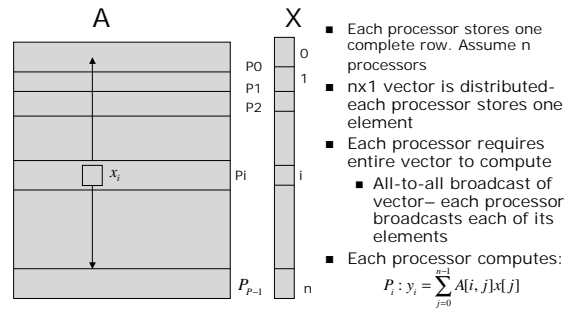 A X
0
P0
1
P1
P2
x_i
Pi
i
P_{P-1}
n
■ Each processor stores one
complete row. Assume n
processors
■ nx1 vector is distributed-
each processor stores one
element
■ Each processor requires
entire vector to compute
■ All-to-all broadcast of
vector– each processor
broadcasts each of its
elements
■ Each processor computes:
P_i : y_i = \sum_{j=0}^{n-1} A[i, j]x[j]